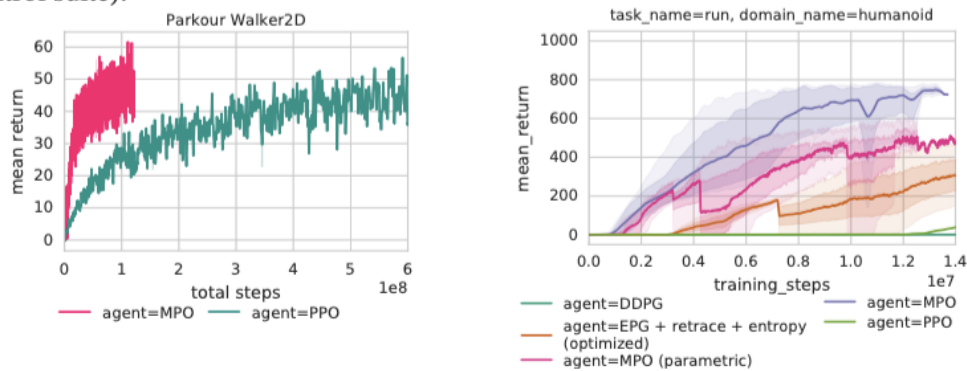 Parkour Walker2D
60
50
40
30
20
10
0
mean return
0 1 2 3 4 5 6
1e8
total steps
agent=MPO agent=PPO
task_name=run, domain_name=humanoid
1000
800
600
400
200
0
mean_return
0.0 0.2 0.4 0.6 0.8 1.0 1.2 1.4
1e7
training_steps
agent=DDPG
agent=EPG + retrace + entropy
(optimized)
agent=MPO (parametric)
agent=MPO
agent=PPO